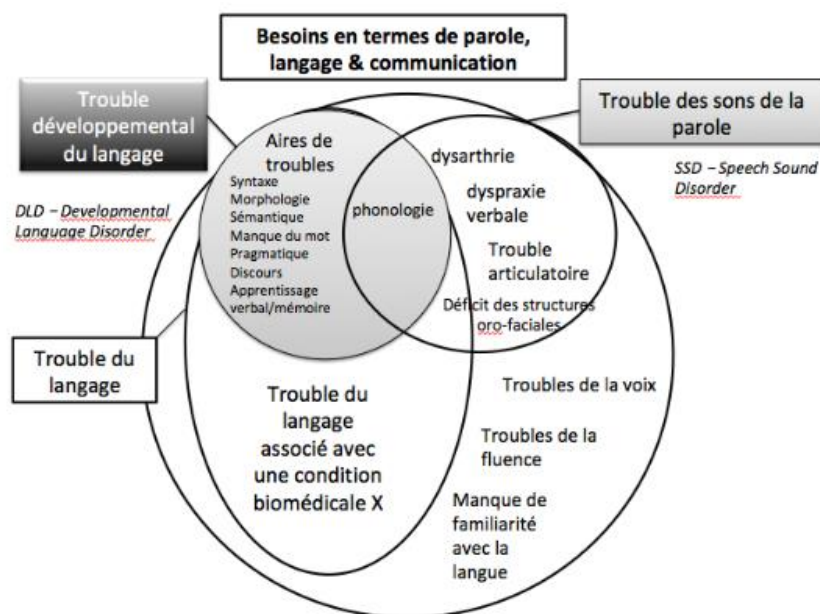 Besoins en termes de parole,
langage & communication
Trouble
développemental
du langage
DLD – Developmental
Language Disorder
Trouble des sons de la
parole
SSD – Speech Sound
Disorder
Aires de
troubles
Syntaxe
Morphologie
Sémantique
Manque du mot
Pragmatique
Discours
Apprentissage
verbal/mémoire
phonologie
dysarthrie
dyspraxie
verbale
Trouble
articulatoire
Déficit des structures
oro-faciales
Trouble du
langage
Trouble du
langage
associé avec
une condition
biomédicale X
Troubles de la voix
Troubles de la
fluence
Manque de
familiarité
avec la
langue